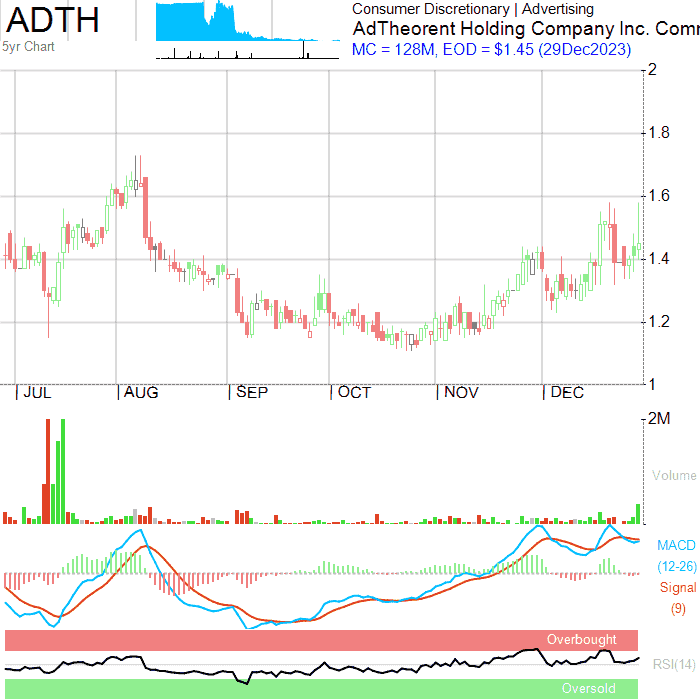 ADTH
5yr Chart
Consumer Discretionary | Advertising
AdTheorent Holding Company Inc. Comr
MC = 128M, EOD = $1.45 (29Dec2023)
2
1.8
1.6
1.4
1.2
1
JUL
AUG
SEP
OCT
NOV
DEC
2M
Volume
MACD
(12-26)
Signal
(9)
Overbought
RSI(14)
Oversold